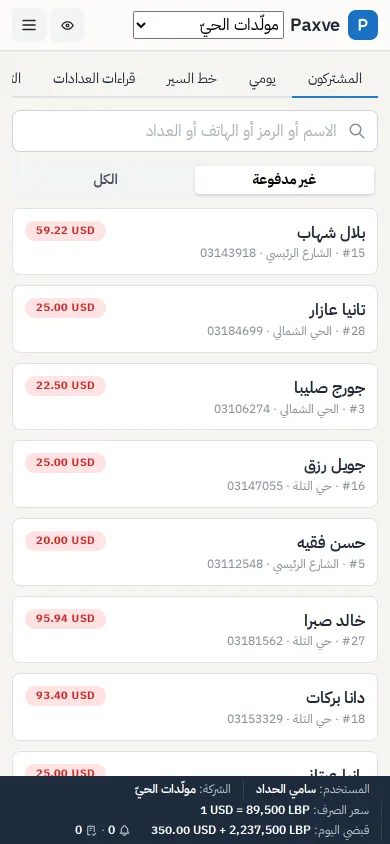 P Paxve مولّدات الحيّ
المشتركون يومي خط السير قراءات العدادات
الاسم أو الرمز أو الهاتف أو العداد
غير مدفوعة الكل
بلال شهاب 59.22 USD
#15 · الشارع الرئيسي · 03143918
تانيا عازار 25.00 USD
#28 · الحي الشمالي · 03184699
جورج صليبا 22.50 USD
#3 · الحي الشمالي · 03106274
جويل رزق 25.00 USD
#16 · حي التلة · 03147055
حسن فقيه 20.00 USD
#5 · الشارع الرئيسي · 03112548
خالد صبرا 95.94 USD
#27 · حي التلة · 03181562
دانا بركات 93.40 USD
#18 · حي التلة · 03153329
25.00 USD
المستخدم: سامي الحداد الشركة: مولّدات الحيّ
سعر الصرف: 1 USD = 89,500 LBP
قبضي اليوم: 350.00 USD + 2,237,500 LBP 0 · 0